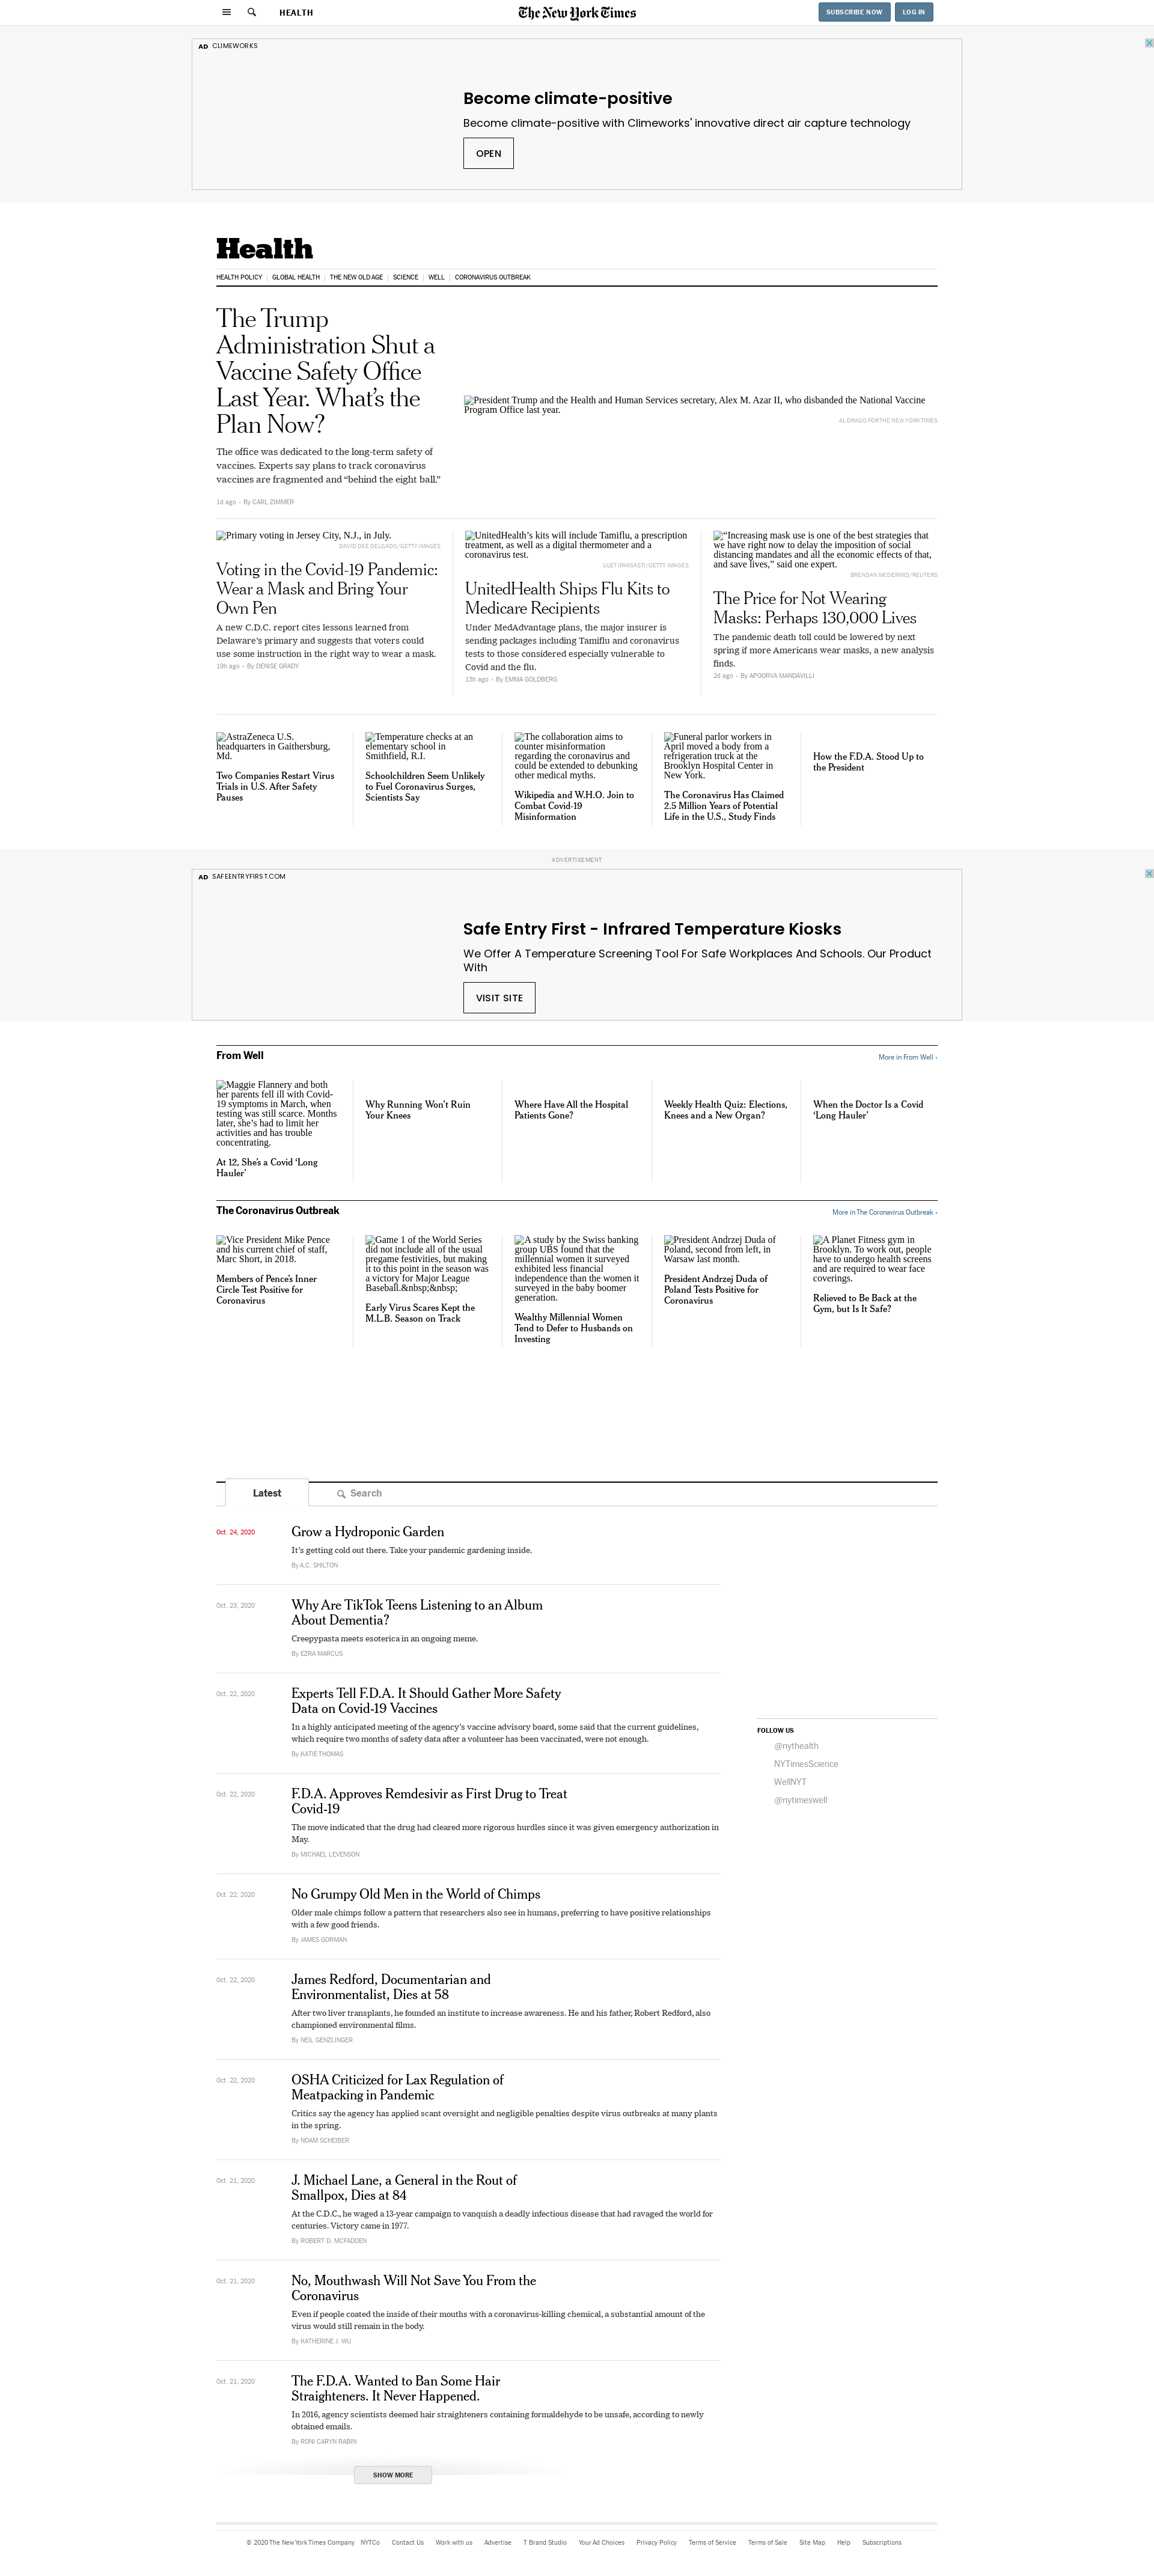 HEALTH
The New York Times
SUBSCRIBE NOW
LOG IN
AD CLIMEWORKS
Become climate-positive
Become climate-positive with Climeworks' innovative direct air capture technology
OPEN
Health
HEALTH POLICY | GLOBAL HEALTH | THE NEW OLD AGE | SCIENCE | WELL | CORONAVIRUS OUTBREAK
The Trump
Administration Shut a
Vaccine Safety Office
Last Year. What’s the
Plan Now?
The office was dedicated to the long-term safety of
vaccines. Experts say plans to track coronavirus
vaccines are fragmented and “behind the eight ball.”
1d ago · By CARL ZIMMER
President Trump and the Health and Human Services secretary, Alex M. Azar II, who disbanded the National Vaccine
Program Office last year.
AL DRAGO FOR THE NEW YORK TIMES
Primary voting in Jersey City, N.J., in July.
DAVID DEE DELGADO/GETTY IMAGES
Voting in the Covid-19 Pandemic:
Wear a Mask and Bring Your
Own Pen
A new C.D.C. report cites lessons learned from
Delaware’s primary and suggests that voters could
use some instruction in the right way to wear a mask.
19h ago · By DENISE GRADY
UnitedHealth’s kits will include Tamiflu, a prescription
treatment, as well as a digital thermometer and a
coronavirus test.
ULET IFANSASTI/GETTY IMAGES
UnitedHealth Ships Flu Kits to
Medicare Recipients
Under MedAdvantage plans, the major insurer is
sending packages including Tamiflu and coronavirus
tests to those considered especially vulnerable to
Covid and the flu.
13h ago · By EMMA GOLDBERG
“Increasing mask use is one of the best strategies that
we have right now to delay the imposition of social
distancing mandates and all the economic effects of that,
and save lives,” said one expert.
BRENDAN MCDERMID/REUTERS
The Price for Not Wearing
Masks: Perhaps 130,000 Lives
The pandemic death toll could be lowered by next
spring if more Americans wear masks, a new analysis
finds.
2d ago · By APOORVA MANDAVILLI
AstraZeneca U.S.
headquarters in Gaithersburg,
Md.
Two Companies Restart Virus
Trials in U.S. After Safety
Pauses
Temperature checks at an
elementary school in
Smithfield, R.I.
Schoolchildren Seem Unlikely
to Fuel Coronavirus Surges,
Scientists Say
The collaboration aims to
counter misinformation
regarding the coronavirus and
could be extended to debunking
other medical myths.
Wikipedia and W.H.O. Join to
Combat Covid-19
Misinformation
Funeral parlor workers in
April moved a body from a
refrigeration truck at the
Brooklyn Hospital Center in
New York.
The Coronavirus Has Claimed
2.5 Million Years of Potential
Life in the U.S., Study Finds
How the F.D.A. Stood Up to
the President
ADVERTISEMENT
AD SAFEENTRYFIRST.COM
Safe Entry First - Infrared Temperature Kiosks
We Offer A Temperature Screening Tool For Safe Workplaces And Schools. Our Product
With
VISIT SITE
From Well
More in From Well ›
Maggie Flannery and both
her parents fell ill with Covid-
19 symptoms in March, when
testing was still scarce. Months
later, she’s had to limit her
activities and has trouble
concentrating.
At 12, She’s a Covid ‘Long
Hauler’
Why Running Won’t Ruin
Your Knees
Where Have All the Hospital
Patients Gone?
Weekly Health Quiz: Elections,
Knees and a New Organ?
When the Doctor Is a Covid
‘Long Hauler’
The Coronavirus Outbreak
More in The Coronavirus Outbreak ›
Vice President Mike Pence
and his current chief of staff,
Marc Short, in 2018.
Members of Pence’s Inner
Circle Test Positive for
Coronavirus
Game 1 of the World Series
did not include all of the usual
pregame festivities, but making
it to this point in the season was
a victory for Major League
Baseball.&nbsp;&nbsp;
Early Virus Scares Kept the
M.L.B. Season on Track
A study by the Swiss banking
group UBS found that the
millennial women it surveyed
exhibited less financial
independence than the women it
surveyed in the baby boomer
generation.
Wealthy Millennial Women
Tend to Defer to Husbands on
Investing
President Andrzej Duda of
Poland, second from left, in
Warsaw last month.
President Andrzej Duda of
Poland Tests Positive for
Coronavirus
A Planet Fitness gym in
Brooklyn. To work out, people
have to undergo health screens
and are required to wear face
coverings.
Relieved to Be Back at the
Gym, but Is It Safe?
Latest
Search
Oct. 24, 2020
Grow a Hydroponic Garden
It’s getting cold out there. Take your pandemic gardening inside.
By A.C. SHILTON
Oct. 23, 2020
Why Are TikTok Teens Listening to an Album
About Dementia?
Creepypasta meets esoterica in an ongoing meme.
By EZRA MARCUS
Oct. 22, 2020
Experts Tell F.D.A. It Should Gather More Safety
Data on Covid-19 Vaccines
In a highly anticipated meeting of the agency’s vaccine advisory board, some said that the current guidelines,
which require two months of safety data after a volunteer has been vaccinated, were not enough.
By KATIE THOMAS
FOLLOW US
@nythealth
NYTimesScience
WellNYT
@nytimeswell
Oct. 22, 2020
F.D.A. Approves Remdesivir as First Drug to Treat
Covid-19
The move indicated that the drug had cleared more rigorous hurdles since it was given emergency authorization in
May.
By MICHAEL LEVENSON
Oct. 22, 2020
No Grumpy Old Men in the World of Chimps
Older male chimps follow a pattern that researchers also see in humans, preferring to have positive relationships
with a few good friends.
By JAMES GORMAN
Oct. 22, 2020
James Redford, Documentarian and
Environmentalist, Dies at 58
After two liver transplants, he founded an institute to increase awareness. He and his father, Robert Redford, also
championed environmental films.
By NEIL GENZLINGER
Oct. 22, 2020
OSHA Criticized for Lax Regulation of
Meatpacking in Pandemic
Critics say the agency has applied scant oversight and negligible penalties despite virus outbreaks at many plants
in the spring.
By NOAM SCHEIBER
Oct. 21, 2020
J. Michael Lane, a General in the Rout of
Smallpox, Dies at 84
At the C.D.C., he waged a 13-year campaign to vanquish a deadly infectious disease that had ravaged the world for
centuries. Victory came in 1977.
By ROBERT D. MCFADDEN
Oct. 21, 2020
No, Mouthwash Will Not Save You From the
Coronavirus
Even if people coated the inside of their mouths with a coronavirus-killing chemical, a substantial amount of the
virus would still remain in the body.
By KATHERINE J. WU
Oct. 21, 2020
The F.D.A. Wanted to Ban Some Hair
Straighteners. It Never Happened.
In 2016, agency scientists deemed hair straighteners containing formaldehyde to be unsafe, according to newly
obtained emails.
By RONI CARYN RABIN
SHOW MORE
© 2020 The New York Times Company NYTCo Contact Us Work with us Advertise T Brand Studio Your Ad Choices Privacy Policy Terms of Service Terms of Sale Site Map Help Subscriptions